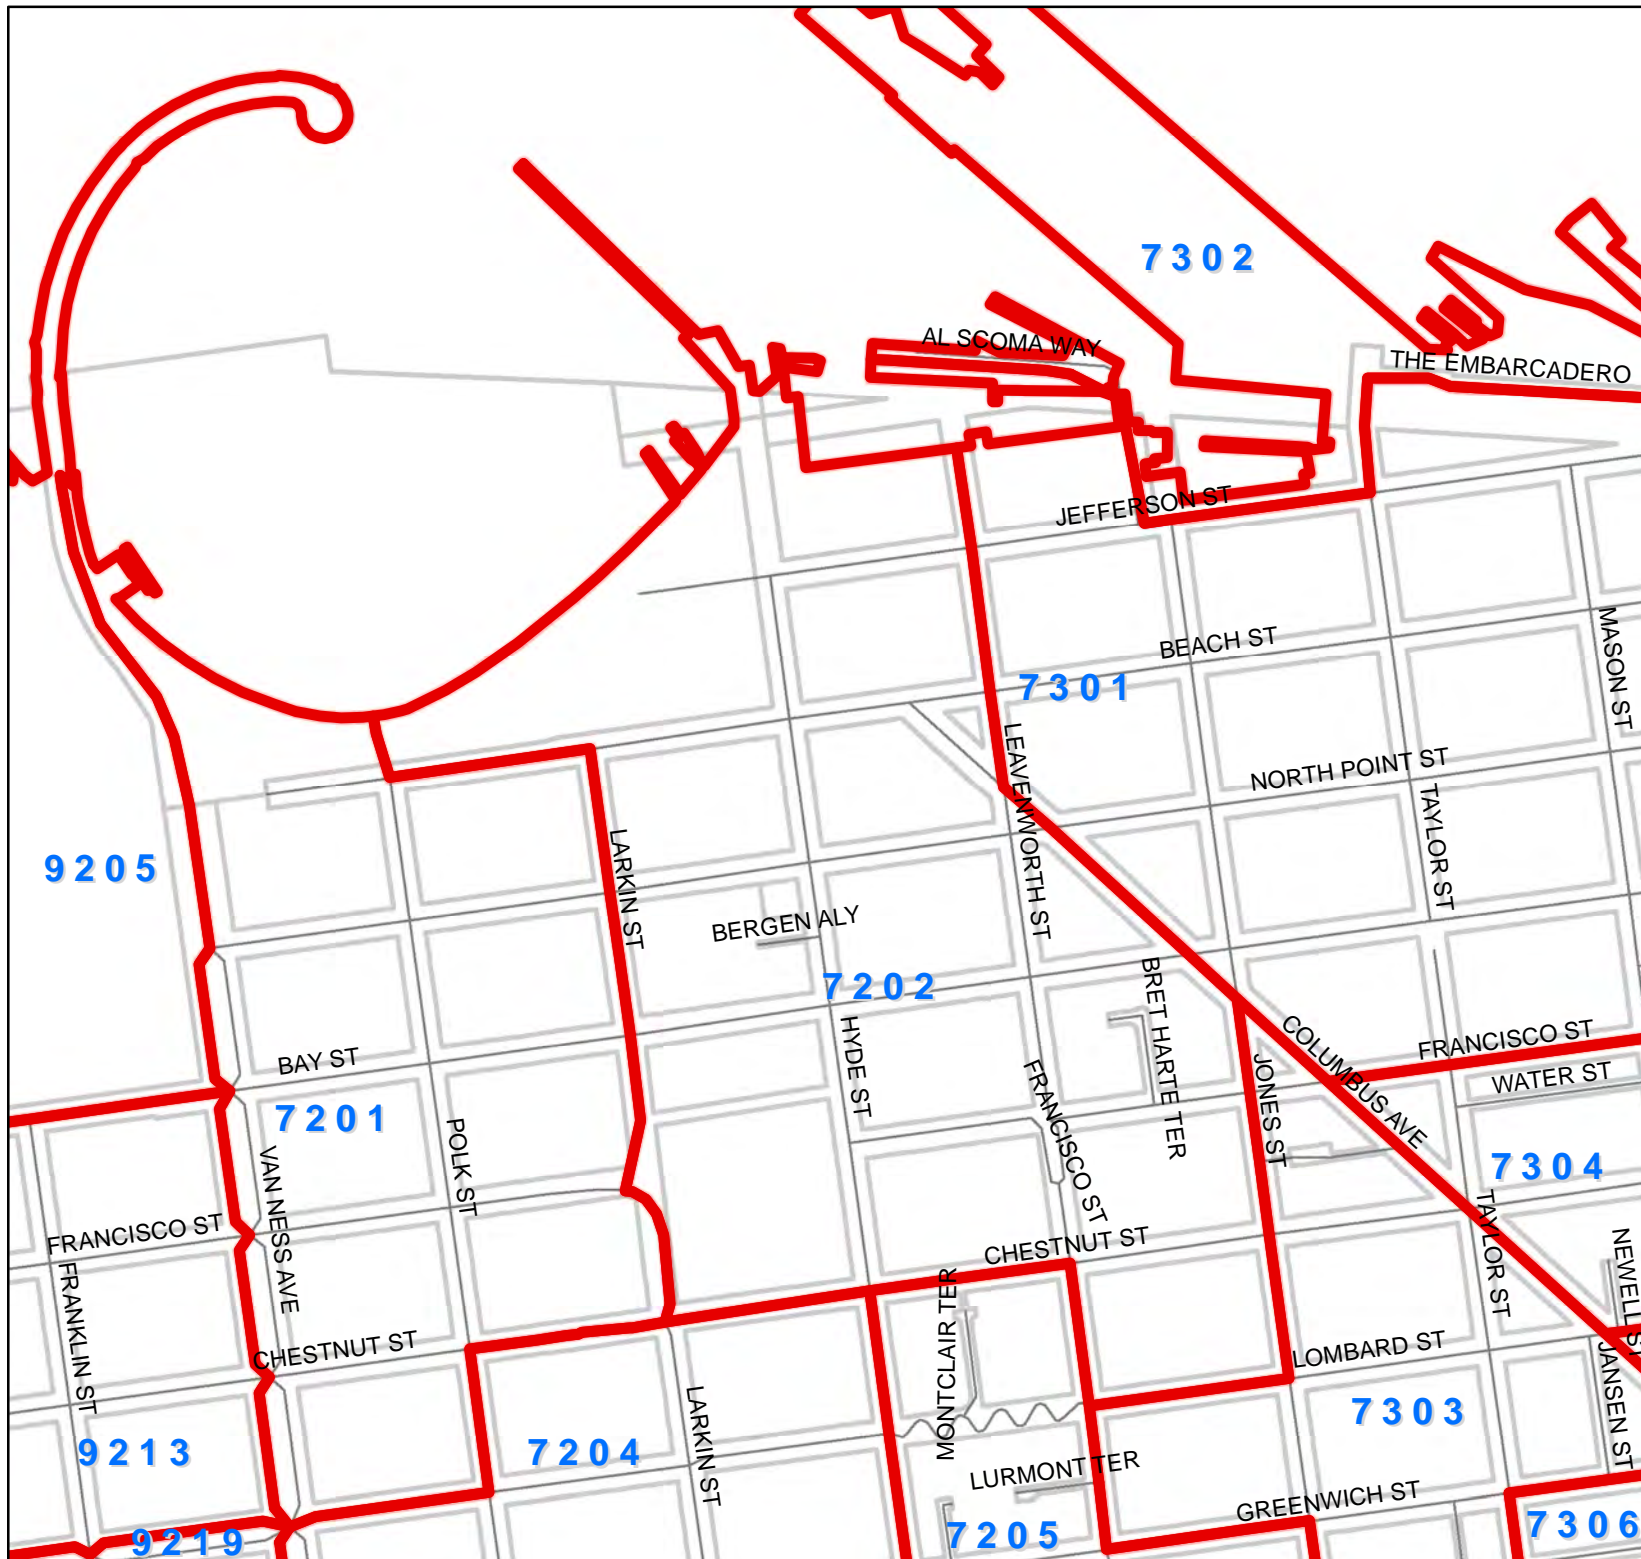 7302
AL SCOMA WAY
THE EMBARCADERO
JEFFERSON ST
BEACH ST
MASON ST
7301
LEAVENWORTH ST
NORTH POINT ST
TAYLOR ST
9205
LARKIN ST
BERGEN ALY
7202
BRET HARTE TER
HYDE ST
COLUMBUS AVE
FRANCISCO ST
WATER ST
BAY ST
7201
JONES ST
FRANCISCO ST
POLK ST
VAN NESS AVE
7304
TAYLOR ST
FRANCISCO ST
CHESTNUT ST
NEWELL ST
FRANKLIN ST
MONTCLAIR TER
CHESTNUT ST
LOMBARD ST
JANSEN ST
LARKIN ST
7303
9213
7204
LURMONT TER
GREENWICH ST
9219
7205
7306